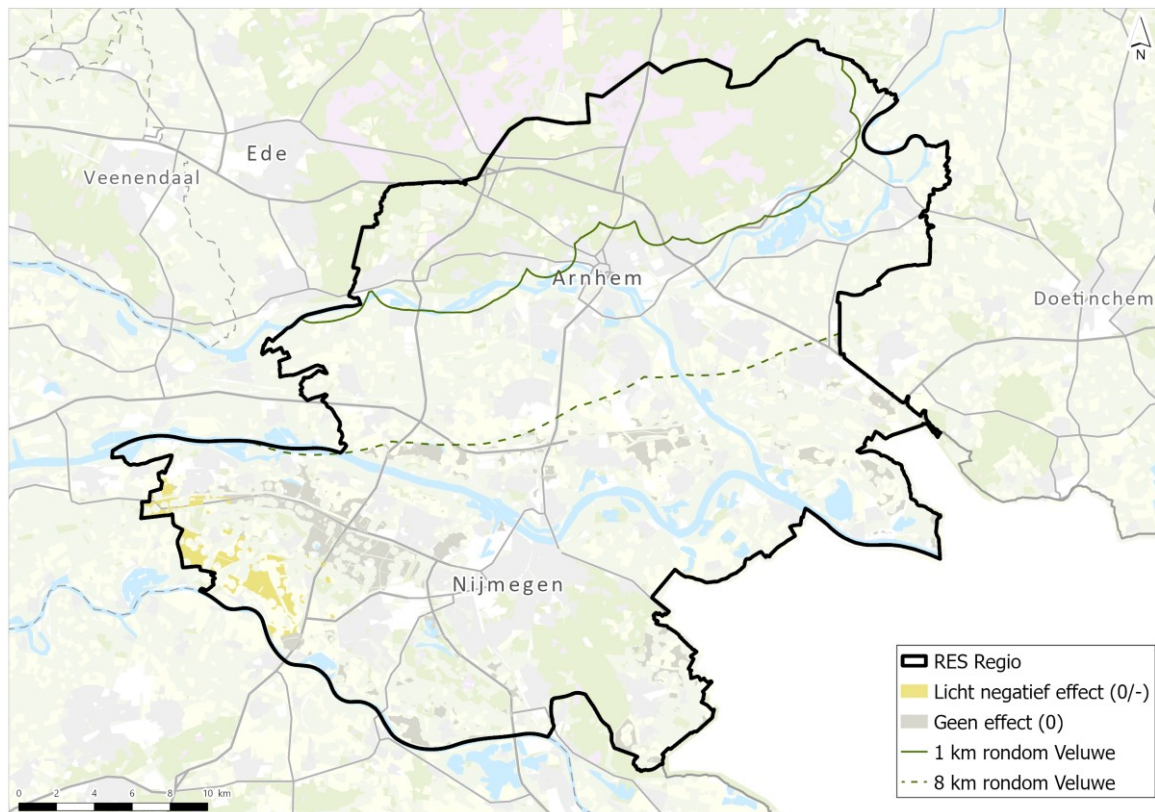 N
Ede
Veenendaal
Arnhem
Doetinchem
Nijmegen
RES Regio
Licht negatief effect (0/-)
Geen effect (0)
1 km rondom Veluwe
8 km rondom Veluwe
0 2 4 6 8 10 km